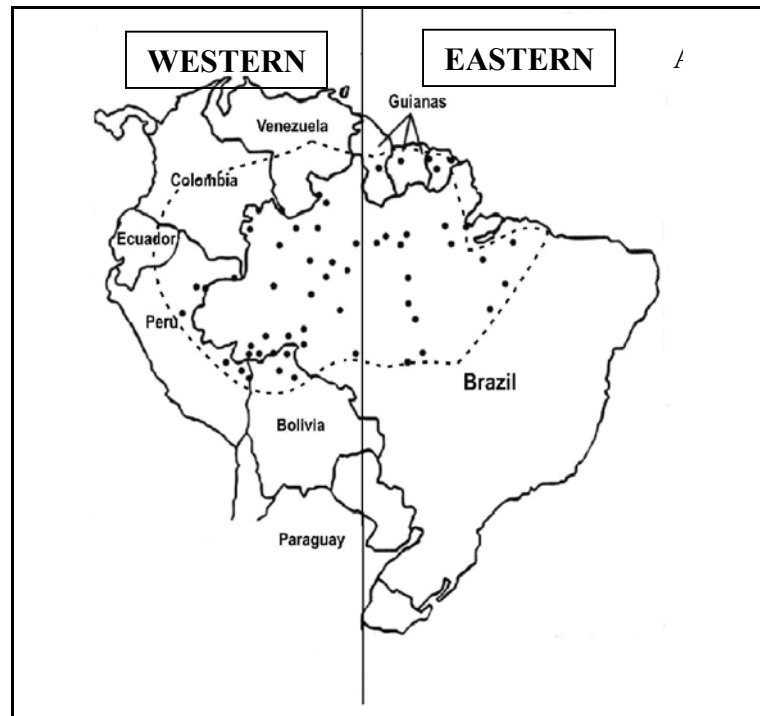 WESTERN
EASTERN
Guianas
Venezuela
Colombia
Ecuador
Peru
Brazil
Bolivia
Paraguay